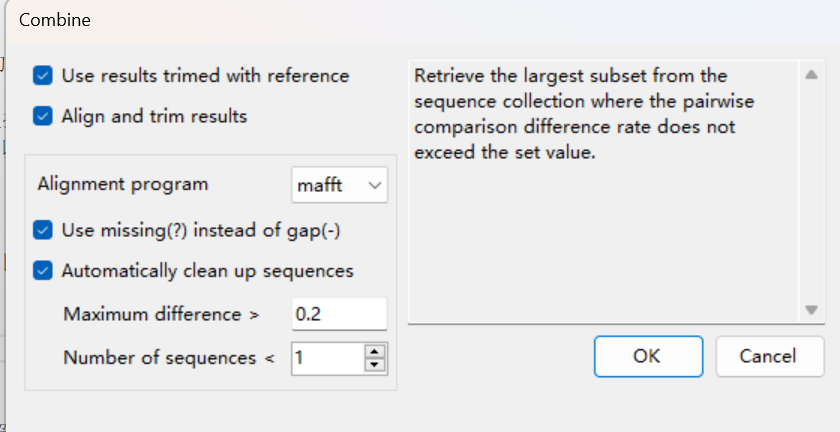 Combine
Use results trimed with reference
Align and trim results
Alignment program
mafft
Use missing(?) instead of gap(-)
Automatically clean up sequences
Maximum difference >
0.2
Number of sequences <
1
Retrieve the largest subset from the
sequence collection where the pairwise
comparison difference rate does not
exceed the set value.
OK
Cancel